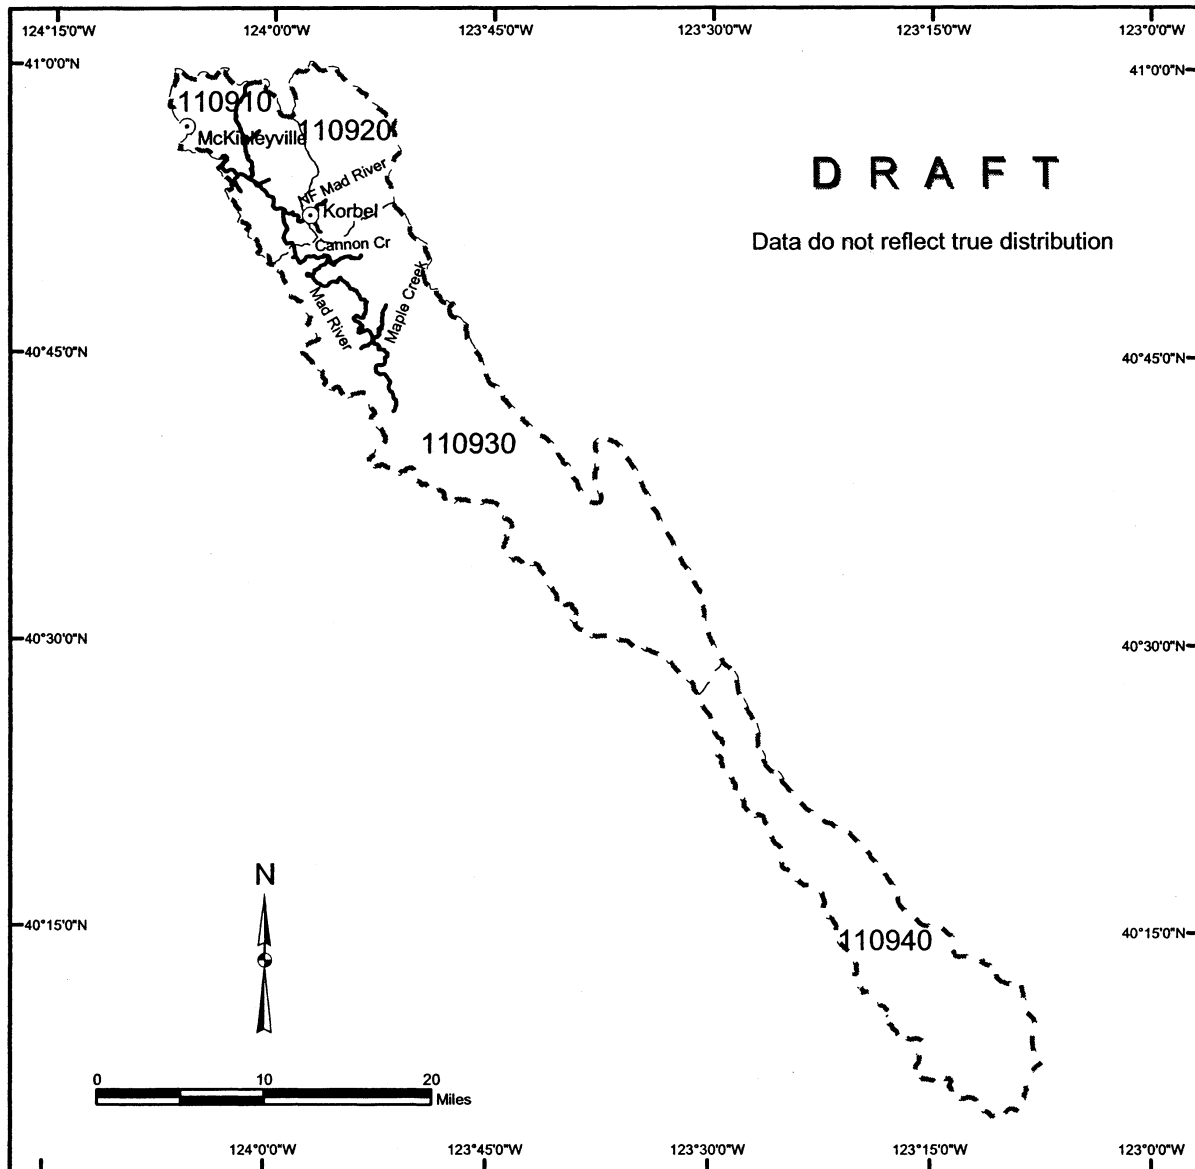 124°15'0"W 124°0'0"W 123°45'0"W 123°30'0"W 123°15'0"W 123°0'0"W
41°0'0"N 41°0'0"N
110910
110920
McKinleyville
DRAFT
NF Mad River
Korbel
Data do not reflect true distribution
Cannon Cr
Maple Creek
Mad River
40°45'0"N 40°45'0"N
110930
40°30'0"N 40°30'0"N
N
40°15'0"N 40°15'0"N
110940
0 10 20
Miles
124°0'0"W 123°45'0"W 123°30'0"W 123°15'0"W 123°0'0"W